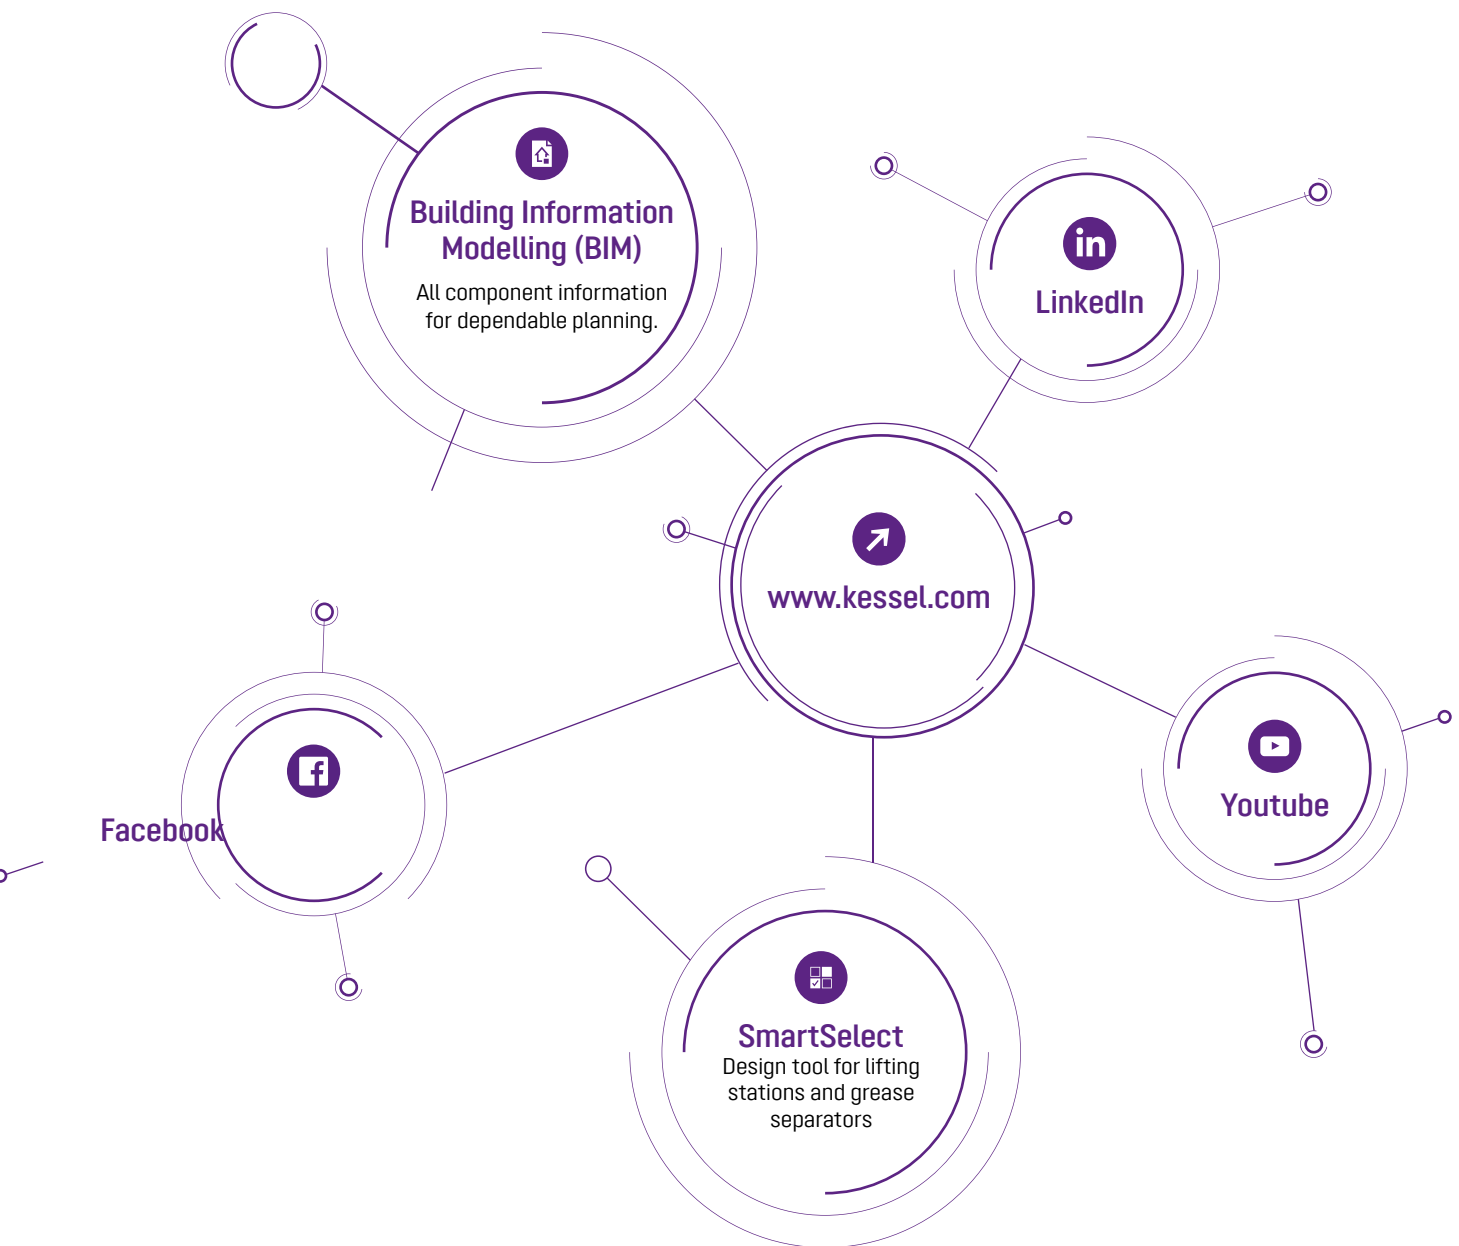 Building Information
Modelling (BIM)
All component information
for dependable planning.
LinkedIn
www.kessel.com
Facebook
Youtube
SmartSelect
Design tool for lifting
stations and grease
separators